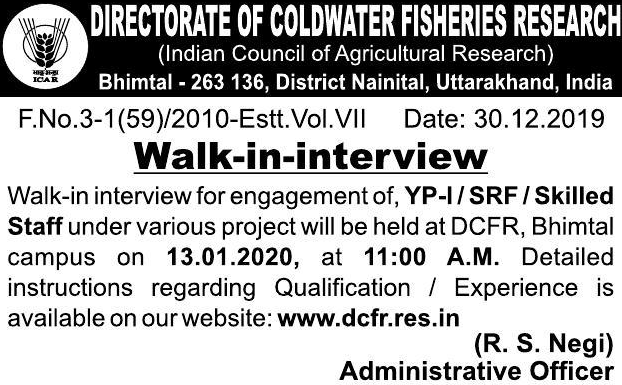 DIRECTORATE OF COLDWATER FISHERIES RESEARCH
(Indian Council of Agricultural Research)
Bhimtal - 263 136, District Nainital, Uttarakhand, India
ICAR
F.No.3-1(59)/2010-Estt.Vol.VII Date: 30.12.2019
Walk-in-interview
Walk-in interview for engagement of, YP-I / SRF / Skilled
Staff under various project will be held at DCFR, Bhimtal
campus on 13.01.2020, at 11:00 A.M. Detailed
instructions regarding Qualification / Experience is
available on our website: www.dcfr.res.in
(R. S. Negi)
Administrative Officer